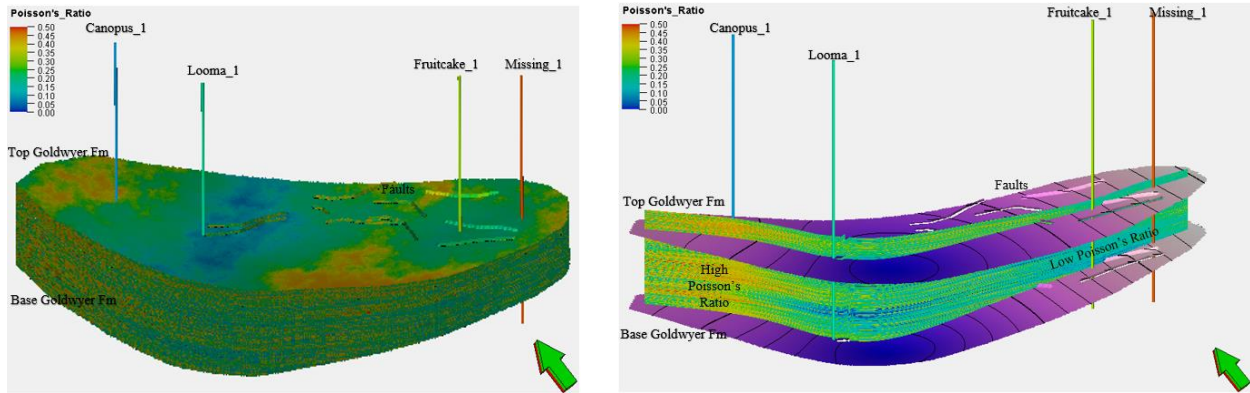 Poisson's_Ratio
0.50
0.45
0.40
0.35
0.30
0.25
0.20
0.15
0.10
0.05
0.00
Canopus_1
Looma_1
Fruitcake_1
Missing_1
Top Goldwyer Fm
Faults
Base Goldwyer Fm
Poisson's_Ratio
0.50
0.45
0.40
0.35
0.30
0.25
0.20
0.15
0.10
0.05
0.00
Canopus_1
Looma_1
Fruitcake_1
Missing_1
Faults
Top Goldwyer Fm
Low Poisson's Ratio
High
Poisson's
Ratio
Base Goldwyer Fm